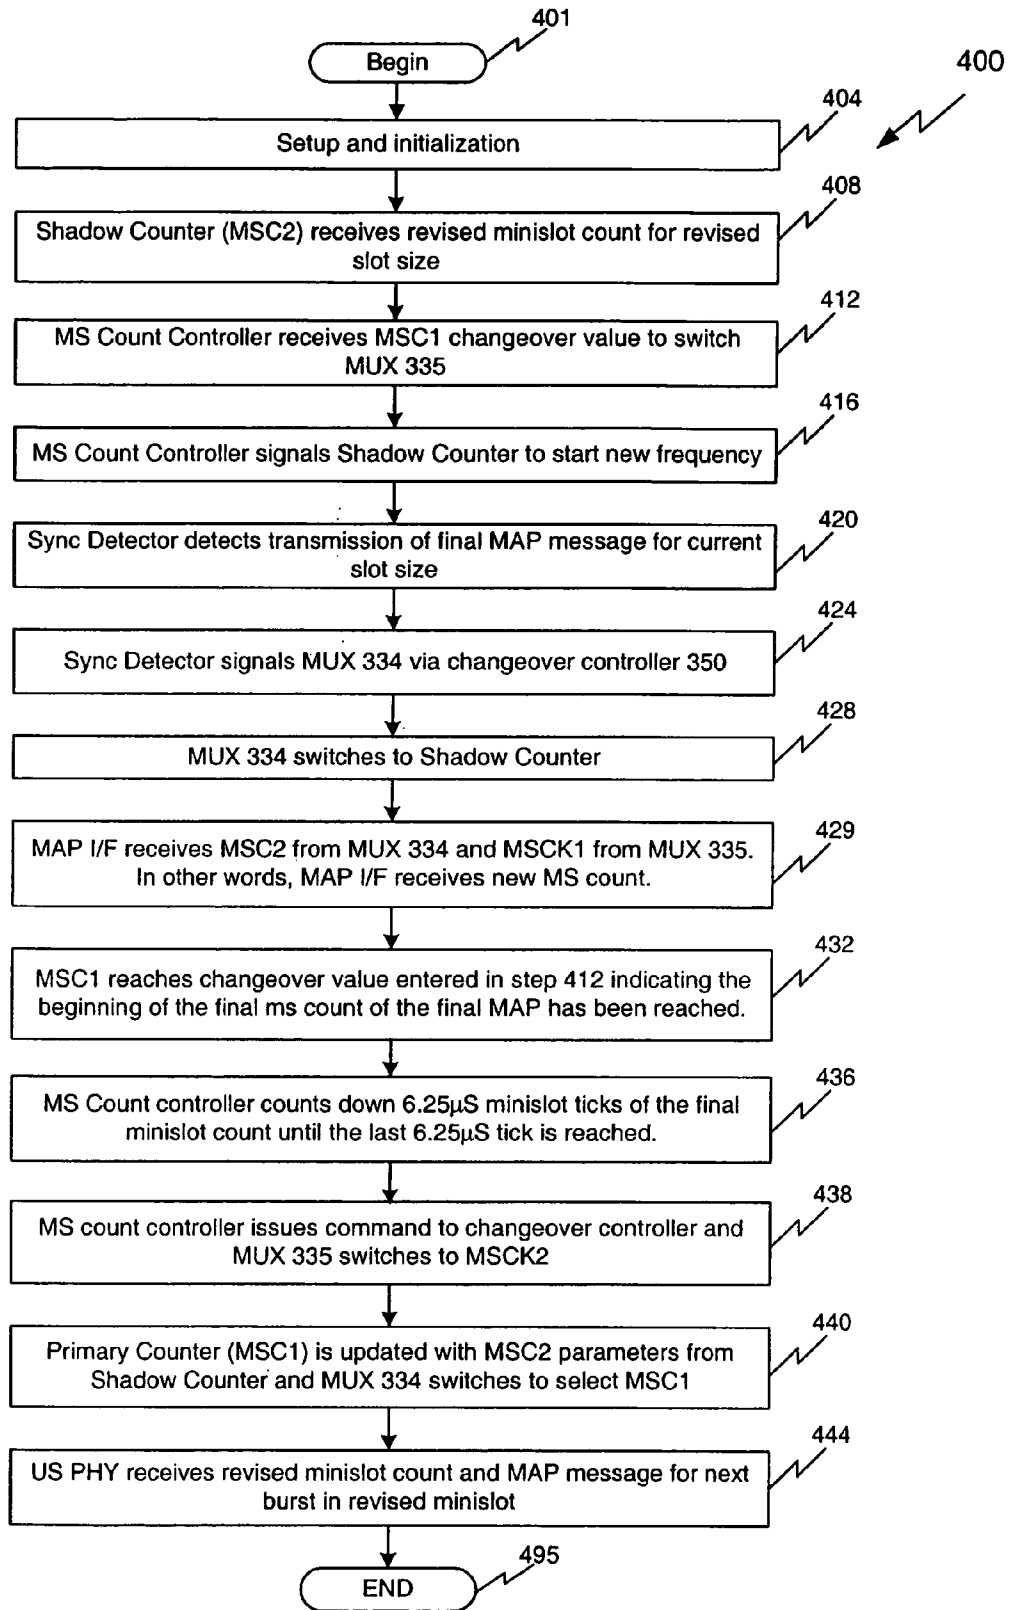 401
Begin
400
404
Setup and initialization
408
Shadow Counter (MSC2) receives revised minislot count for revised
slot size
412
MS Count Controller receives MSC1 changeover value to switch
MUX 335
416
MS Count Controller signals Shadow Counter to start new frequency
420
Sync Detector detects transmission of final MAP message for current
slot size
424
Sync Detector signals MUX 334 via changeover controller 350
428
MUX 334 switches to Shadow Counter
429
MAP I/F receives MSC2 from MUX 334 and MSCK1 from MUX 335.
In other words, MAP I/F receives new MS count.
432
MSC1 reaches changeover value entered in step 412 indicating the
beginning of the final ms count of the final MAP has been reached.
436
MS Count controller counts down 6.25µS minislot ticks of the final
minislot count until the last 6.25µS tick is reached.
438
MS count controller issues command to changeover controller and
MUX 335 switches to MSCK2
440
Primary Counter (MSC1) is updated with MSC2 parameters from
Shadow Counter and MUX 334 switches to select MSC1
444
US PHY receives revised minislot count and MAP message for next
burst in revised minislot
495
END